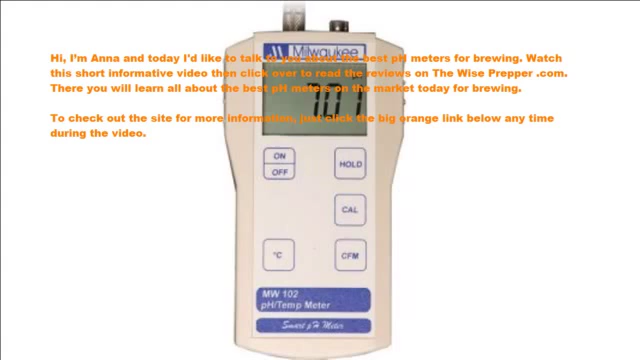 Milwaukee
Hi, I'm Anna and today I'd like to talk to you about the best pH meters for brewing. Watch
this short informative video then click over to read the reviews on The Wise Prepper .com.
There you will learn all about the best pH meters on the market today for brewing.
7.01
To check out the site for more information, just click the big orange link below any time
during the video.
ON
OFF
HOLD
CAL
°C
CFM
MW 102
pH/Temp Meter
Smart pH Meter